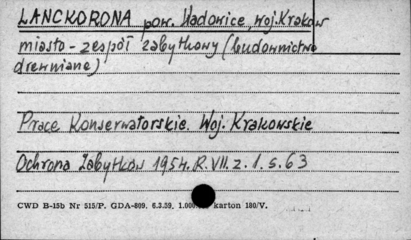 LANCKORONA pow. Wadowice, woj. Kraków
miasto - zespół zabytkowy (budownictwo
drewniane)
Prace Konserwatorskie. Woj. Krakowskie
Ochrona Zabytków 1954. R. VII. z. 1. s. 63
CWD B-15b Nr 515/P. GDA-809. 6.3.59. 1.000 karton 180/V.